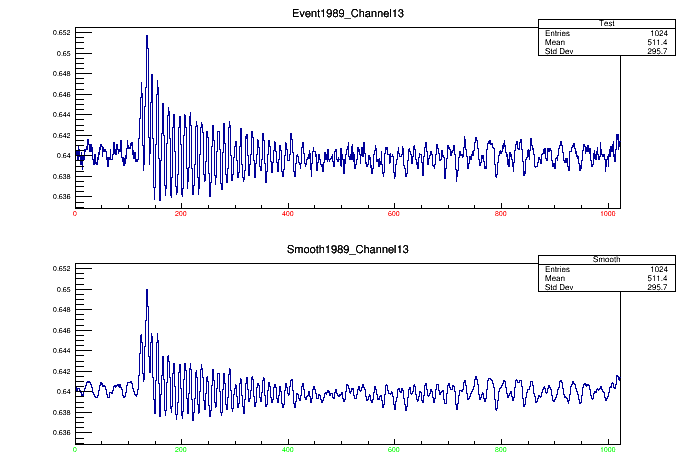 Event1989_Channel13
Test
Entries 1024
Mean 511.4
Std Dev 295.7
0.652
0.65
0.648
0.646
0.644
0.642
0.64
0.638
0.636
0 200 400 600 800 1000
Smooth1989_Channel13
Smooth
Entries 1024
Mean 511.4
Std Dev 295.7
0.652
0.65
0.648
0.646
0.644
0.642
0.64
0.638
0.636
0 200 400 600 800 1000